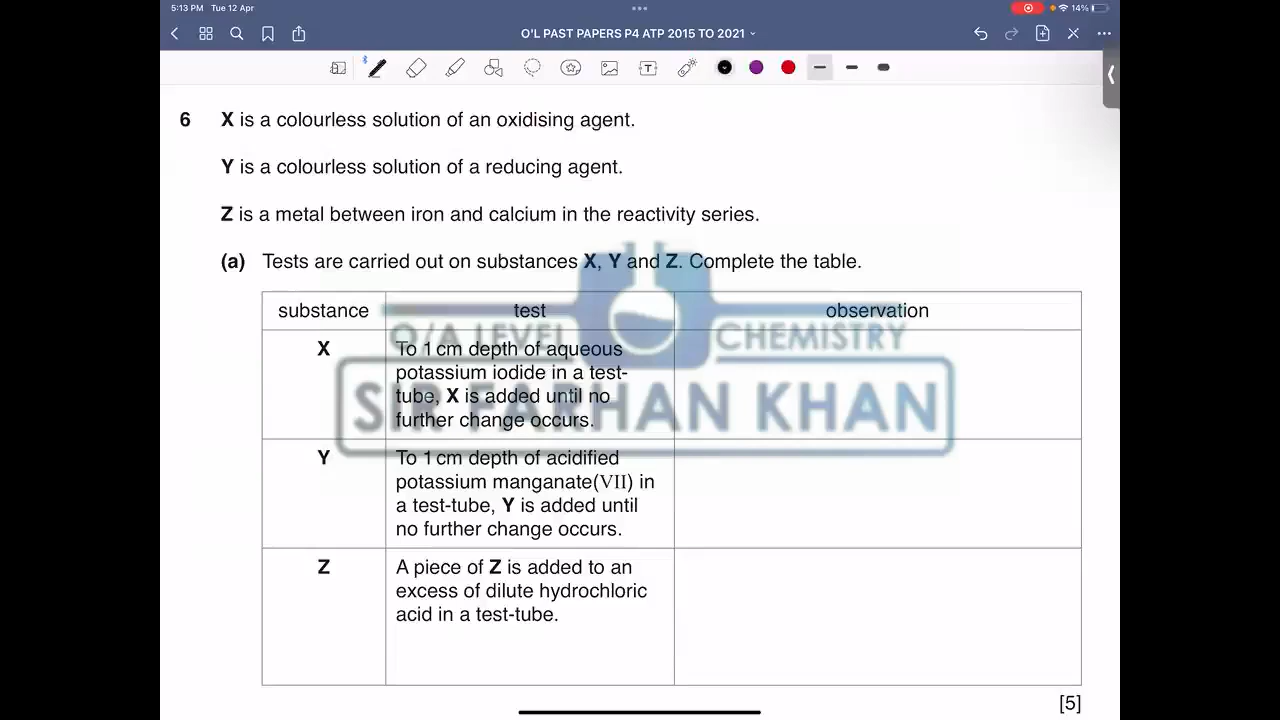 5:13 PM Tue 12 Apr
14%
O'L PAST PAPERS P4 ATP 2015 TO 2021
6 X is a colourless solution of an oxidising agent.
Y is a colourless solution of a reducing agent.
Z is a metal between iron and calcium in the reactivity series.
(a) Tests are carried out on substances X, Y and Z. Complete the table.
substance test observation
X To 1 cm depth of aqueous
potassium iodide in a test-
tube, X is added until no
further change occurs.
Y To 1 cm depth of acidified
potassium manganate(VII) in
a test-tube, Y is added until
no further change occurs.
Z A piece of Z is added to an
excess of dilute hydrochloric
acid in a test-tube.
[5]
O/A LEVEL CHEMISTRY
SIR FARHAN KHAN